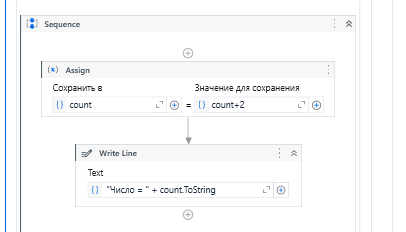 Sequence
Assign
Сохранить в
Значение для сохранения
count = count+2
Write Line
Text
"Число = " + count.ToString